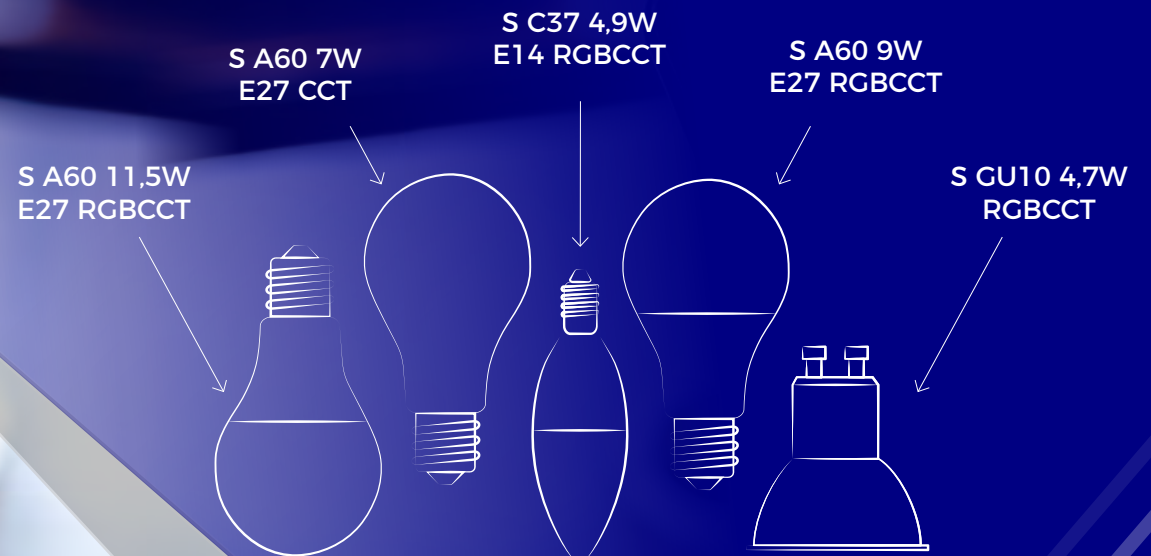 S C37 4,9W
E14 RGBCCT
S A60 7W
E27 CCT
S A60 9W
E27 RGBCCT
S A60 11,5W
E27 RGBCCT
S GU10 4,7W
RGBCCT